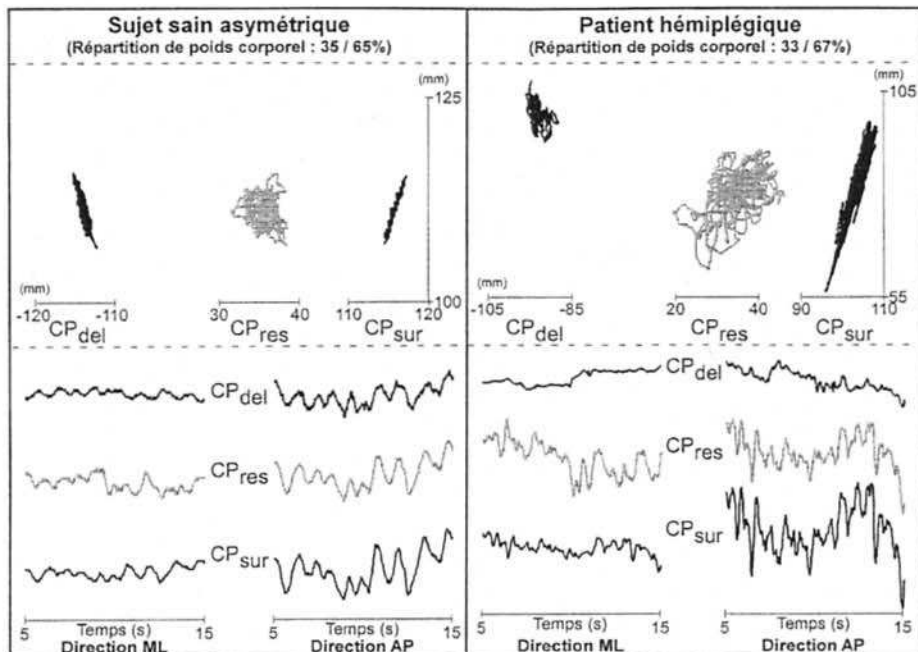 Sujet sain asymétrique
(Répartition de poids corporel : 35 / 65%)
(mm)
125
(mm)
100
-120 -110 30 40 110 120
CPdel CPres CPsur
CPdel
CPres
CPsur
5 Temps (s) 15 5 Temps (s) 15
Direction ML Direction AP
Patient hémiplégique
(Répartition de poids corporel : 33 / 67%)
(mm)
105
(mm)
55
-105 -85 20 40 90 110
CPdel CPres CPsur
CPdel
CPres
CPsur
5 Temps (s) 15 5 Temps (s) 15
Direction ML Direction AP